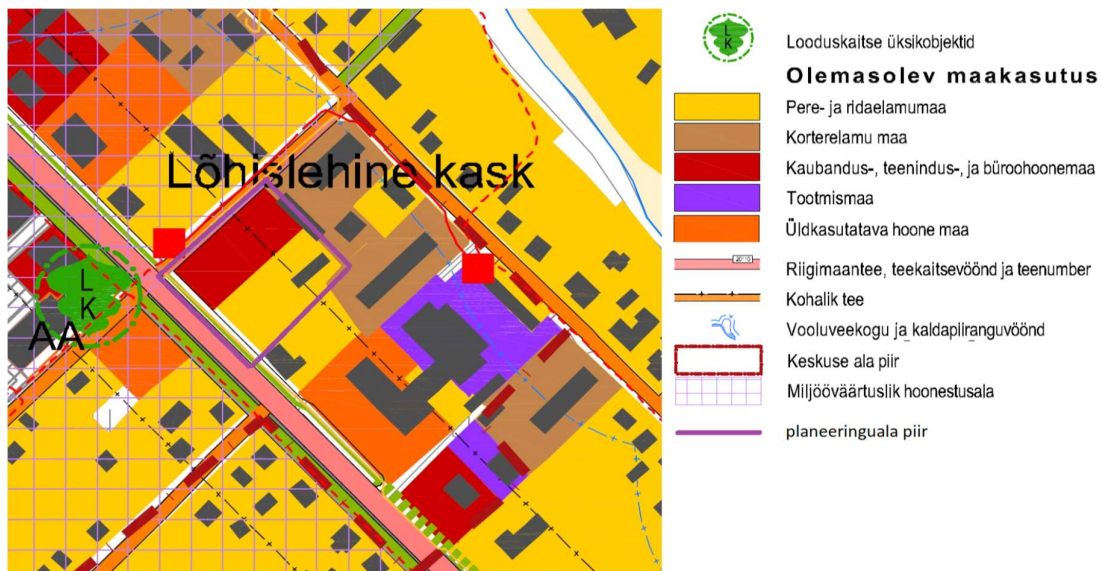 Lõhislehine kask
L
K
AA
L
K
Looduskaitse üksikobjektid
Olemasolev maakasutus
Pere- ja ridaelamumaa
Korterelamu maa
Kaubandus-, teenindus-, ja büroohoonemaa
Tootmismaa
Üldkasutatava hoone maa
Riigimaantee, teekaitsevöönd ja teenumber
Kohalik tee
Vooluveekogu ja kaldapiiranguvöönd
Keskuse ala piir
Miljööväärtuslik hoonestusala
planeeringuala piir